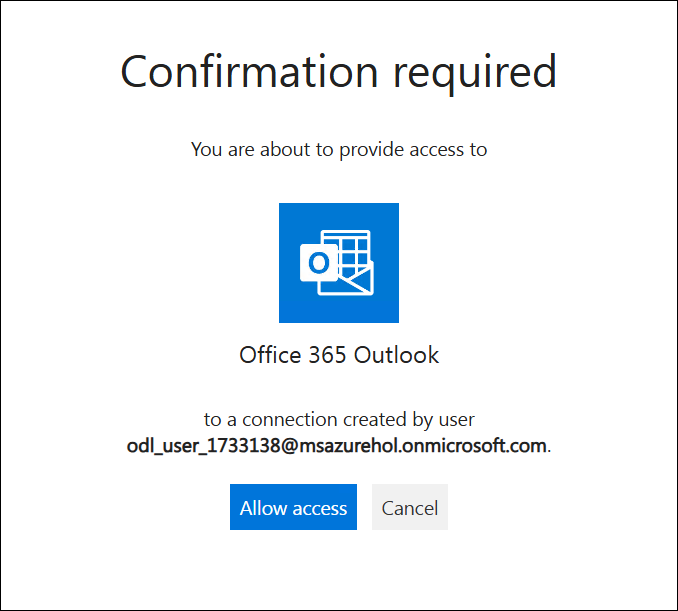 Confirmation required
You are about to provide access to
O
Office 365 Outlook
to a connection created by user
odl_user_1733138@msazurehol.onmicrosoft.com.
Allow access
Cancel